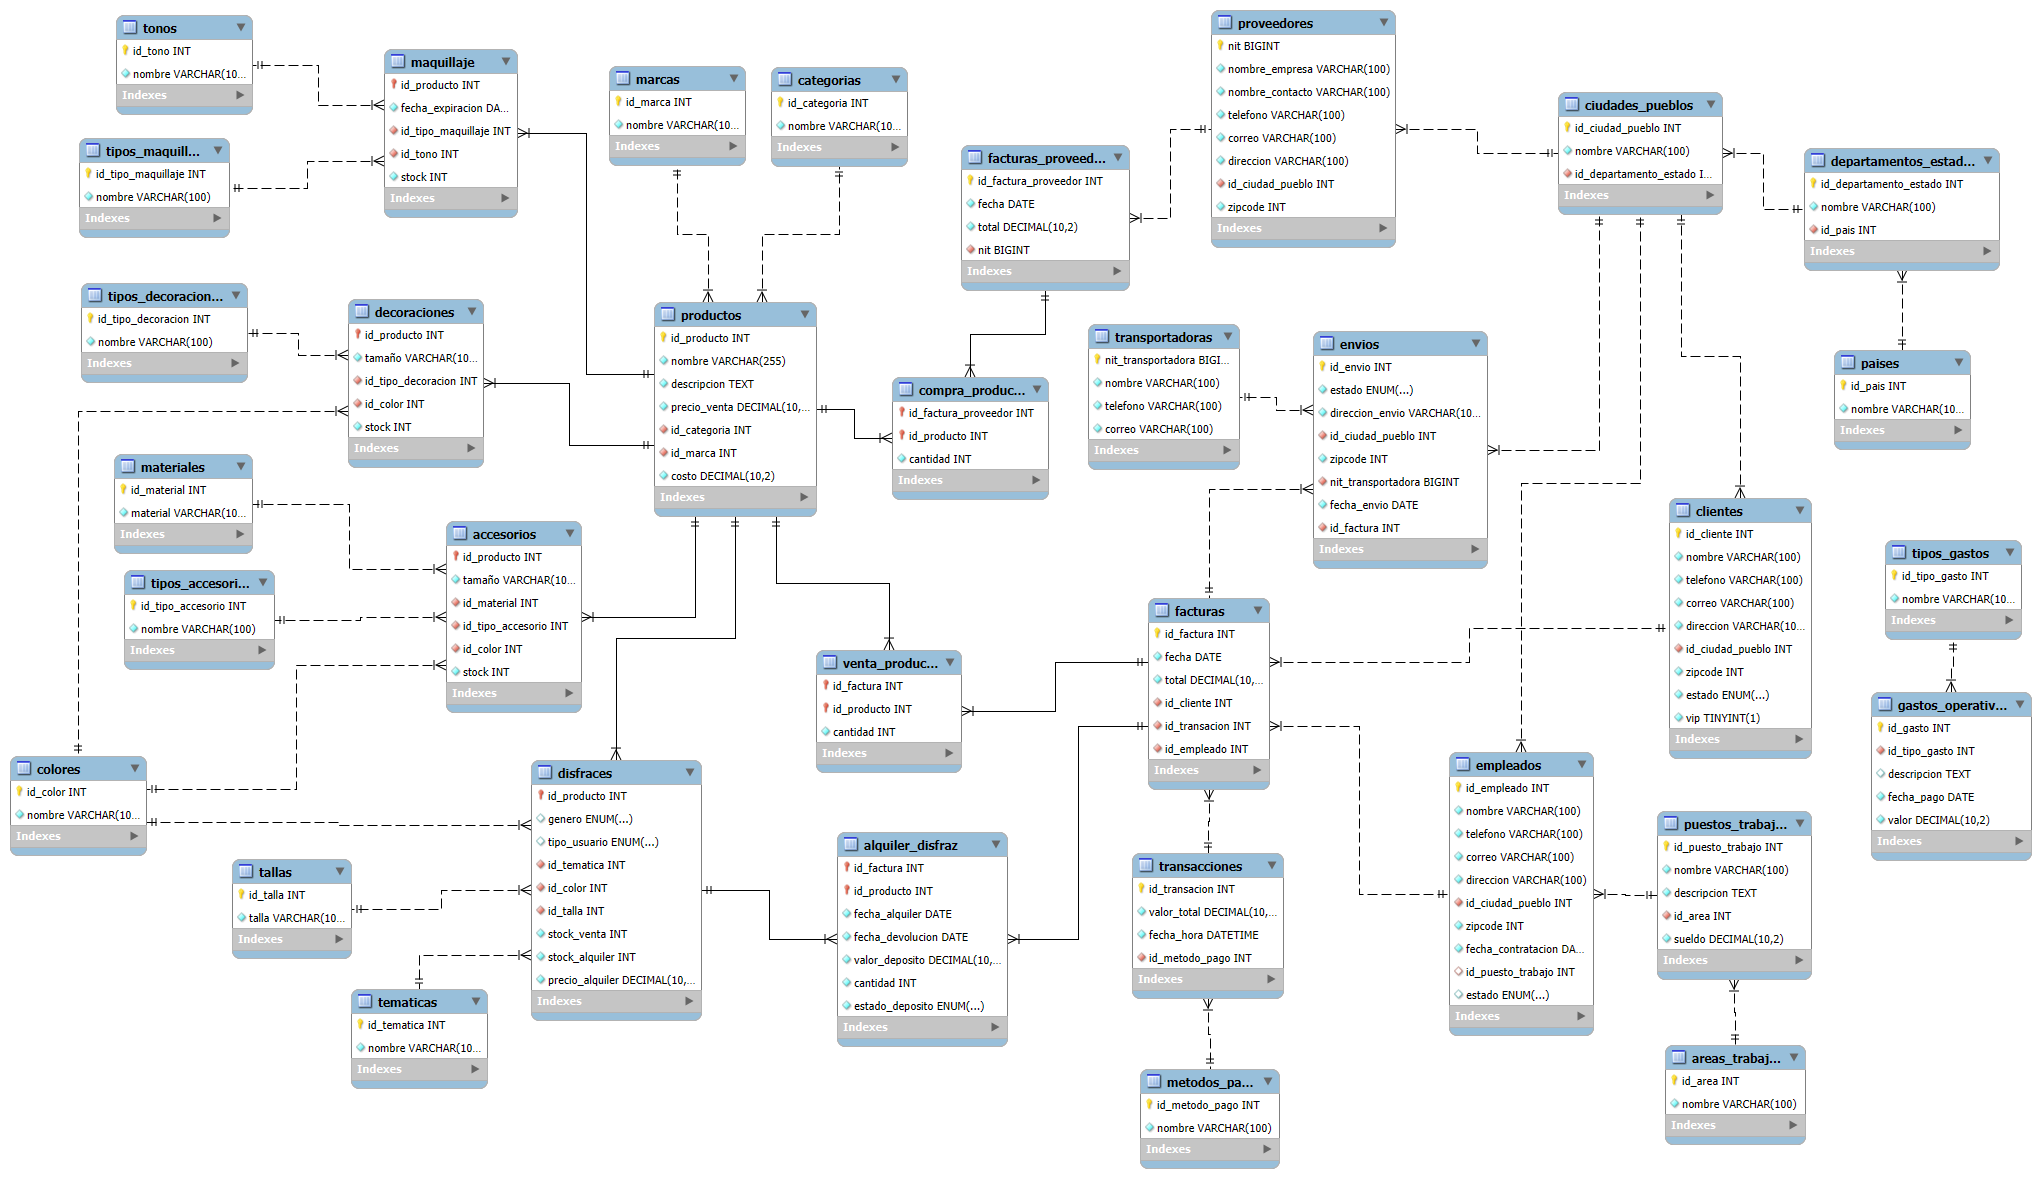 tonos
id_tono INT
nombre VARCHAR(10...
Indexes
tipos_maquill...
id_tipo_maquillaje INT
nombre VARCHAR(100)
Indexes
maquillaje
id_producto INT
fecha_expiracion DA...
id_tipo_maquillaje INT
id_tono INT
stock INT
Indexes
marcas
id_marca INT
nombre VARCHAR(10...
Indexes
categorias
id_categoria INT
nombre VARCHAR(10...
Indexes
facturas_proveed...
id_factura_proveedor INT
fecha DATE
total DECIMAL(10,2)
nit BIGINT
Indexes
proveedores
nit BIGINT
nombre_empresa VARCHAR(100)
nombre_contacto VARCHAR(100)
telefono VARCHAR(100)
correo VARCHAR(100)
direccion VARCHAR(100)
id_ciudad_pueblo INT
zipcode INT
Indexes
ciudades_pueblos
id_ciudad_pueblo INT
nombre VARCHAR(100)
id_departamento_estado I...
Indexes
departamentos_estad...
id_departamento_estado INT
nombre VARCHAR(100)
id_pais INT
Indexes
paises
id_pais INT
nombre VARCHAR(10...
Indexes
tipos_decoracion...
id_tipo_decoracion INT
nombre VARCHAR(100)
Indexes
decoraciones
id_producto INT
tamaño VARCHAR(10...
id_tipo_decoracion INT
id_color INT
stock INT
Indexes
productos
id_producto INT
nombre VARCHAR(255)
descripcion TEXT
precio_venta DECIMAL(10,...
id_categoria INT
id_marca INT
costo DECIMAL(10,2)
Indexes
compra_produc...
id_factura_proveedor INT
id_producto INT
cantidad INT
Indexes
transportadoras
nit_transportadora BIGI...
nombre VARCHAR(100)
telefono VARCHAR(100)
correo VARCHAR(100)
Indexes
envios
id_envio INT
estado ENUM(...)
direccion_envio VARCHAR(10...
id_ciudad_pueblo INT
zipcode INT
nit_transportadora BIGINT
fecha_envio DATE
id_factura INT
Indexes
materiales
id_material INT
material VARCHAR(10...
Indexes
tipos_accesori...
id_tipo_accesorio INT
nombre VARCHAR(100)
Indexes
accesorios
id_producto INT
tamaño VARCHAR(10...
id_material INT
id_tipo_accesorio INT
id_color INT
stock INT
Indexes
clientes
id_cliente INT
nombre VARCHAR(100)
telefono VARCHAR(100)
correo VARCHAR(100)
direccion VARCHAR(10...
id_ciudad_pueblo INT
zipcode INT
estado ENUM(...)
vip TINYINT(1)
Indexes
tipos_gastos
id_tipo_gasto INT
nombre VARCHAR(10...
Indexes
gastos_operativ...
id_gasto INT
id_tipo_gasto INT
descripcion TEXT
fecha_pago DATE
valor DECIMAL(10,2)
Indexes
venta_produc...
id_factura INT
id_producto INT
cantidad INT
Indexes
facturas
id_factura INT
fecha DATE
total DECIMAL(10,...
id_cliente INT
id_transacion INT
id_empleado INT
Indexes
colores
id_color INT
nombre VARCHAR(10...
Indexes
disfraces
id_producto INT
genero ENUM(...)
tipo_usuario ENUM(...)
id_tematica INT
id_color INT
id_talla INT
stock_venta INT
stock_alquiler INT
precio_alquiler DECIMAL(10,...
Indexes
tallas
id_talla INT
talla VARCHAR(10...
Indexes
tematicas
id_tematica INT
nombre VARCHAR(10...
Indexes
alquiler_disfraz
id_factura INT
id_producto INT
fecha_alquiler DATE
fecha_devolucion DATE
valor_deposito DECIMAL(10,...
cantidad INT
estado_deposito ENUM(...)
Indexes
transacciones
id_transacion INT
valor_total DECIMAL(10,...
fecha_hora DATETIME
id_metodo_pago INT
Indexes
metodos_pa...
id_metodo_pago INT
nombre VARCHAR(100)
Indexes
empleados
id_empleado INT
nombre VARCHAR(100)
telefono VARCHAR(100)
correo VARCHAR(100)
direccion VARCHAR(100)
id_ciudad_pueblo INT
zipcode INT
fecha_contratacion DA...
id_puesto_trabajo INT
estado ENUM(...)
Indexes
puestos_trabaj...
id_puesto_trabajo INT
nombre VARCHAR(100)
descripcion TEXT
id_area INT
sueldo DECIMAL(10,2)
Indexes
areas_trabaj...
id_area INT
nombre VARCHAR(100)
Indexes